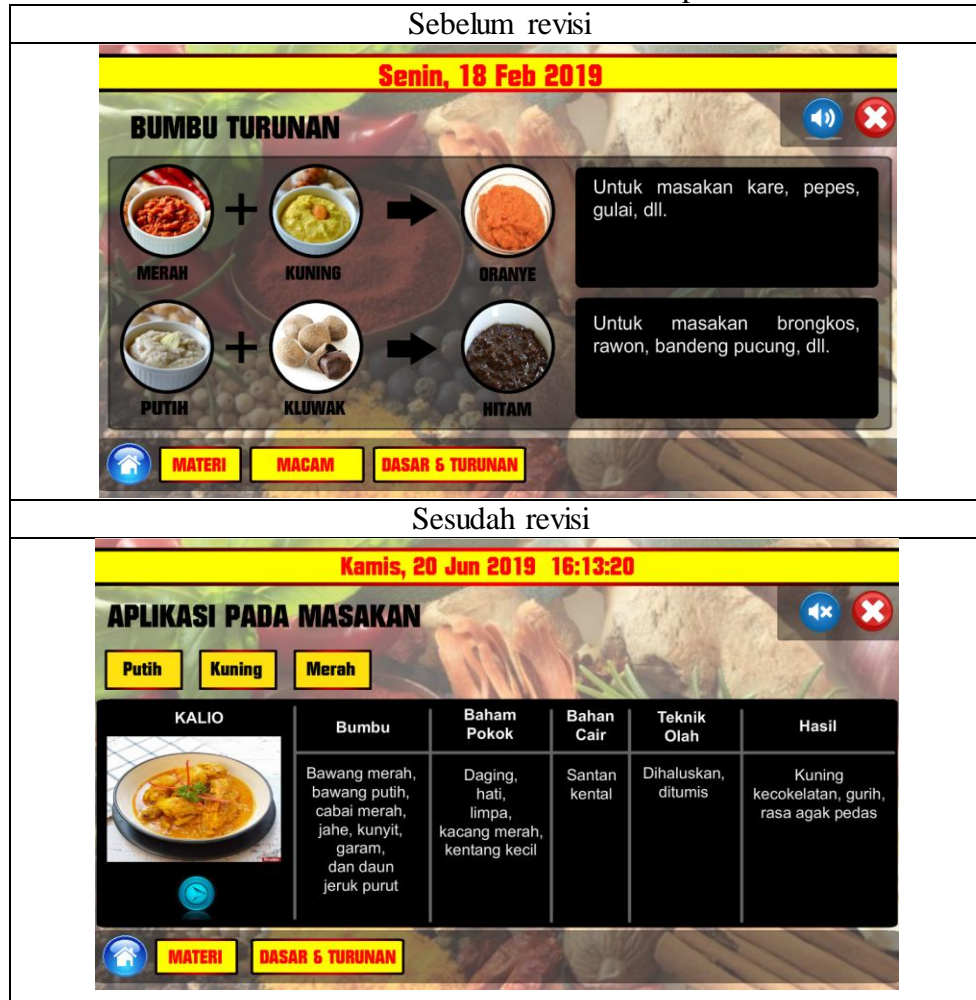 Sebelum revisi
Senin, 18 Feb 2019
BUMBU TURUNAN
MERAH
+
KUNING
ORANYE
Untuk masakan kare, pepes,
gulai, dll.
PUTIH
+
KLUWAK
HITAM
Untuk masakan brongkos,
rawon, bandeng pucung, dll.
MATERI
MACAM
DASAR & TURUNAN
Sesudah revisi
Kamis, 20 Jun 2019 16:13:20
APLIKASI PADA MASAKAN
Putih
Kuning
Merah
KALIO
Bumbu
Bawang merah,
bawang putih,
cabai merah,
jahe, kunyit,
garam,
dan daun
jeruk purut
Baham
Pokok
Daging,
hati,
limpa,
kacang merah,
kentang kecil
Bahan
Cair
Santan
kental
Teknik
Olah
Dihaluskan,
ditumis
Hasil
Kuning
kecokelatan, gurih,
rasa agak pedas
MATERI
DASAR & TURUNAN